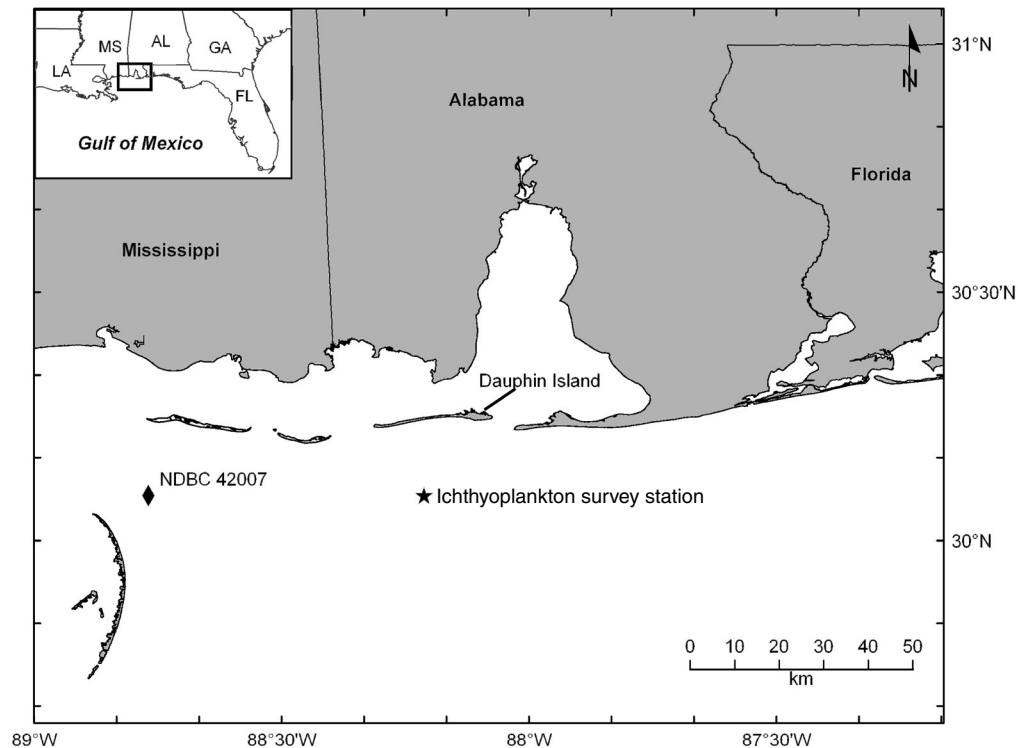 MS
AL
GA
LA
FL
Gulf of Mexico
N
31°N
Alabama
Florida
Mississippi
30°30'N
Dauphin Island
NDBC 42007
Ichthyoplankton survey station
30°N
0 10 20 30 40 50
km
89°W 88°30'W 88°W 87°30'W